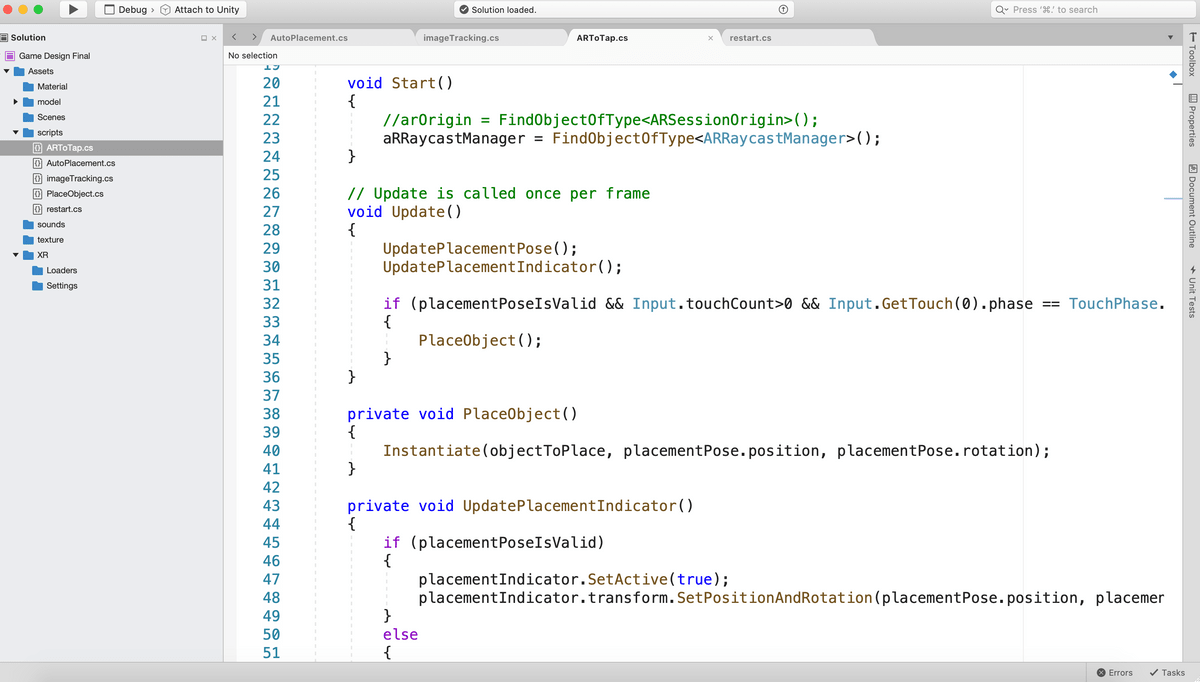 Debug › Attach to Unity
Solution loaded.
Press '⌘.' to search
Solution
Game Design Final
Assets
Material
model
Scenes
scripts
ARToTap.cs
AutoPlacement.cs
imageTracking.cs
PlaceObject.cs
restart.cs
sounds
texture
XR
Loaders
Settings
AutoPlacement.cs
imageTracking.cs
ARToTap.cs
restart.cs
No selection
19
20 void Start()
21 {
22 //arOrigin = FindObjectOfType<ARSessionOrigin>();
23 aRRaycastManager = FindObjectOfType<ARRaycastManager>();
24 }
25
26 // Update is called once per frame
27 void Update()
28 {
29 UpdatePlacementPose();
30 UpdatePlacementIndicator();
31
32 if (placementPoseIsValid && Input.touchCount>0 && Input.GetTouch(0).phase == TouchPhase.
33 {
34 PlaceObject();
35 }
36 }
37
38 private void PlaceObject()
39 {
40 Instantiate(objectToPlace, placementPose.position, placementPose.rotation);
41 }
42
43 private void UpdatePlacementIndicator()
44 {
45 if (placementPoseIsValid)
46 {
47 placementIndicator.SetActive(true);
48 placementIndicator.transform.SetPositionAndRotation(placementPose.position, placemer
49 }
50 else
51 {
Toolbox
Properties
Document Outline
Unit Tests
Errors
Tasks